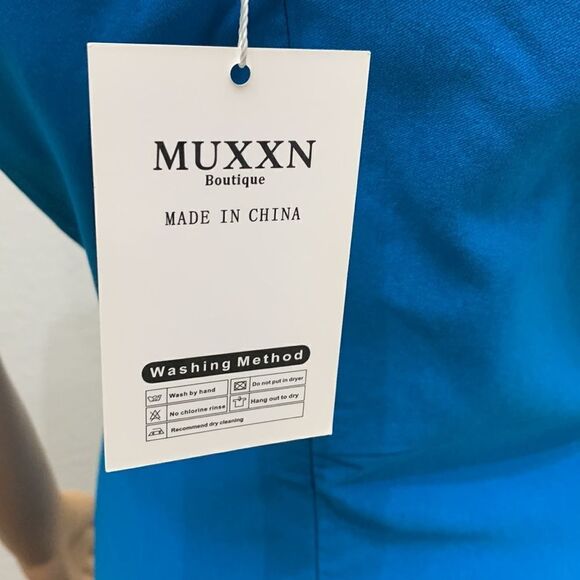 MUXXN
Boutique
MADE IN CHINA
Washing Method
Wash by hand
Do not put in dryer
No chlorine rinse
Hang out to dry
Recommend dry cleaning